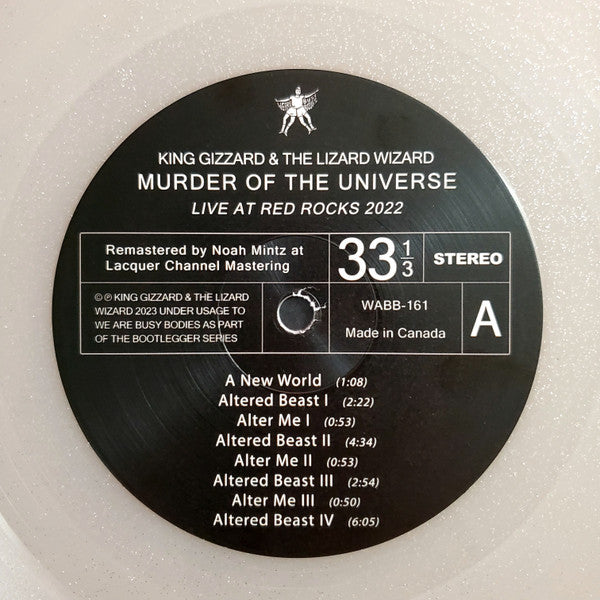 KING GIZZARD & THE LIZARD WIZARD
MURDER OF THE UNIVERSE
LIVE AT RED ROCKS 2022
Remastered by Noah Mintz at
Lacquer Channel Mastering
33 1/3
STEREO
© ℗ KING GIZZARD & THE LIZARD
WIZARD 2023 UNDER USAGE TO
WE ARE BUSY BODIES AS PART
OF THE BOOTLEGGER SERIES
WABB-161
Made in Canada
A
A New World (1:08)
Altered Beast I (2:22)
Alter Me I (0:53)
Altered Beast II (4:34)
Alter Me II (0:53)
Altered Beast III (2:54)
Alter Me III (0:50)
Altered Beast IV (6:05)